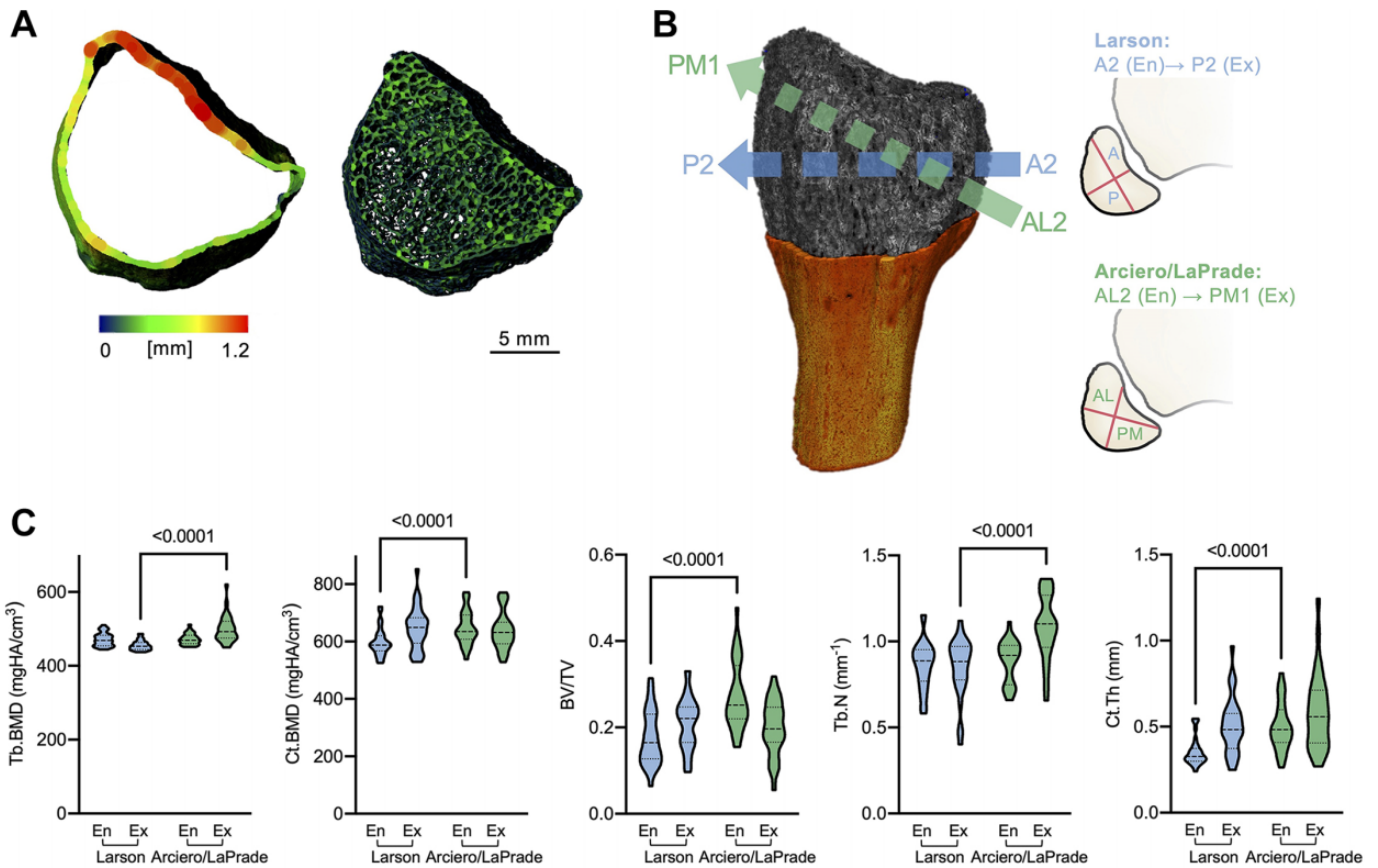 A
B
0 [mm] 1.2
5 mm
PM1
P2
A2
AL2
Larson:
A2 (En)→ P2 (Ex)
A
P
Arciero/LaPrade:
AL2 (En) → PM1 (Ex)
AL
PM
C
Tb.BMD (mgHA/cm³)
600
400
200
0
<0.0001
En Ex En Ex
Larson Arciero/LaPrade
Ct.BMD (mgHA/cm³)
800
600
400
200
0
<0.0001
En Ex En Ex
Larson Arciero/LaPrade
BV/TV
0.6
0.4
0.2
0.0
<0.0001
En Ex En Ex
Larson Arciero/LaPrade
Tb.N (mm⁻¹)
1.5
1.0
0.5
0.0
<0.0001
En Ex En Ex
Larson Arciero/LaPrade
Ct.Th (mm)
1.5
1.0
0.5
0.0
<0.0001
En Ex En Ex
Larson Arciero/LaPrade